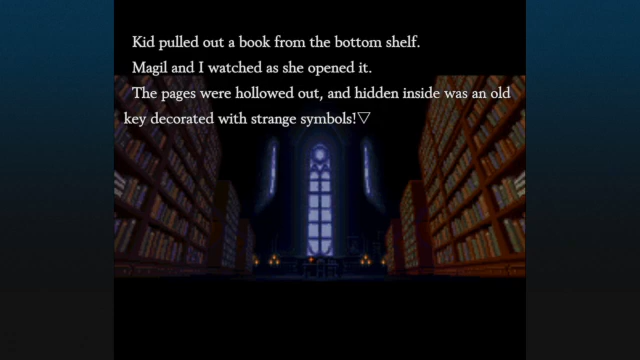 Kid pulled out a book from the bottom shelf.
Magil and I watched as she opened it.
The pages were hollowed out, and hidden inside was an old
key decorated with strange symbols!▽